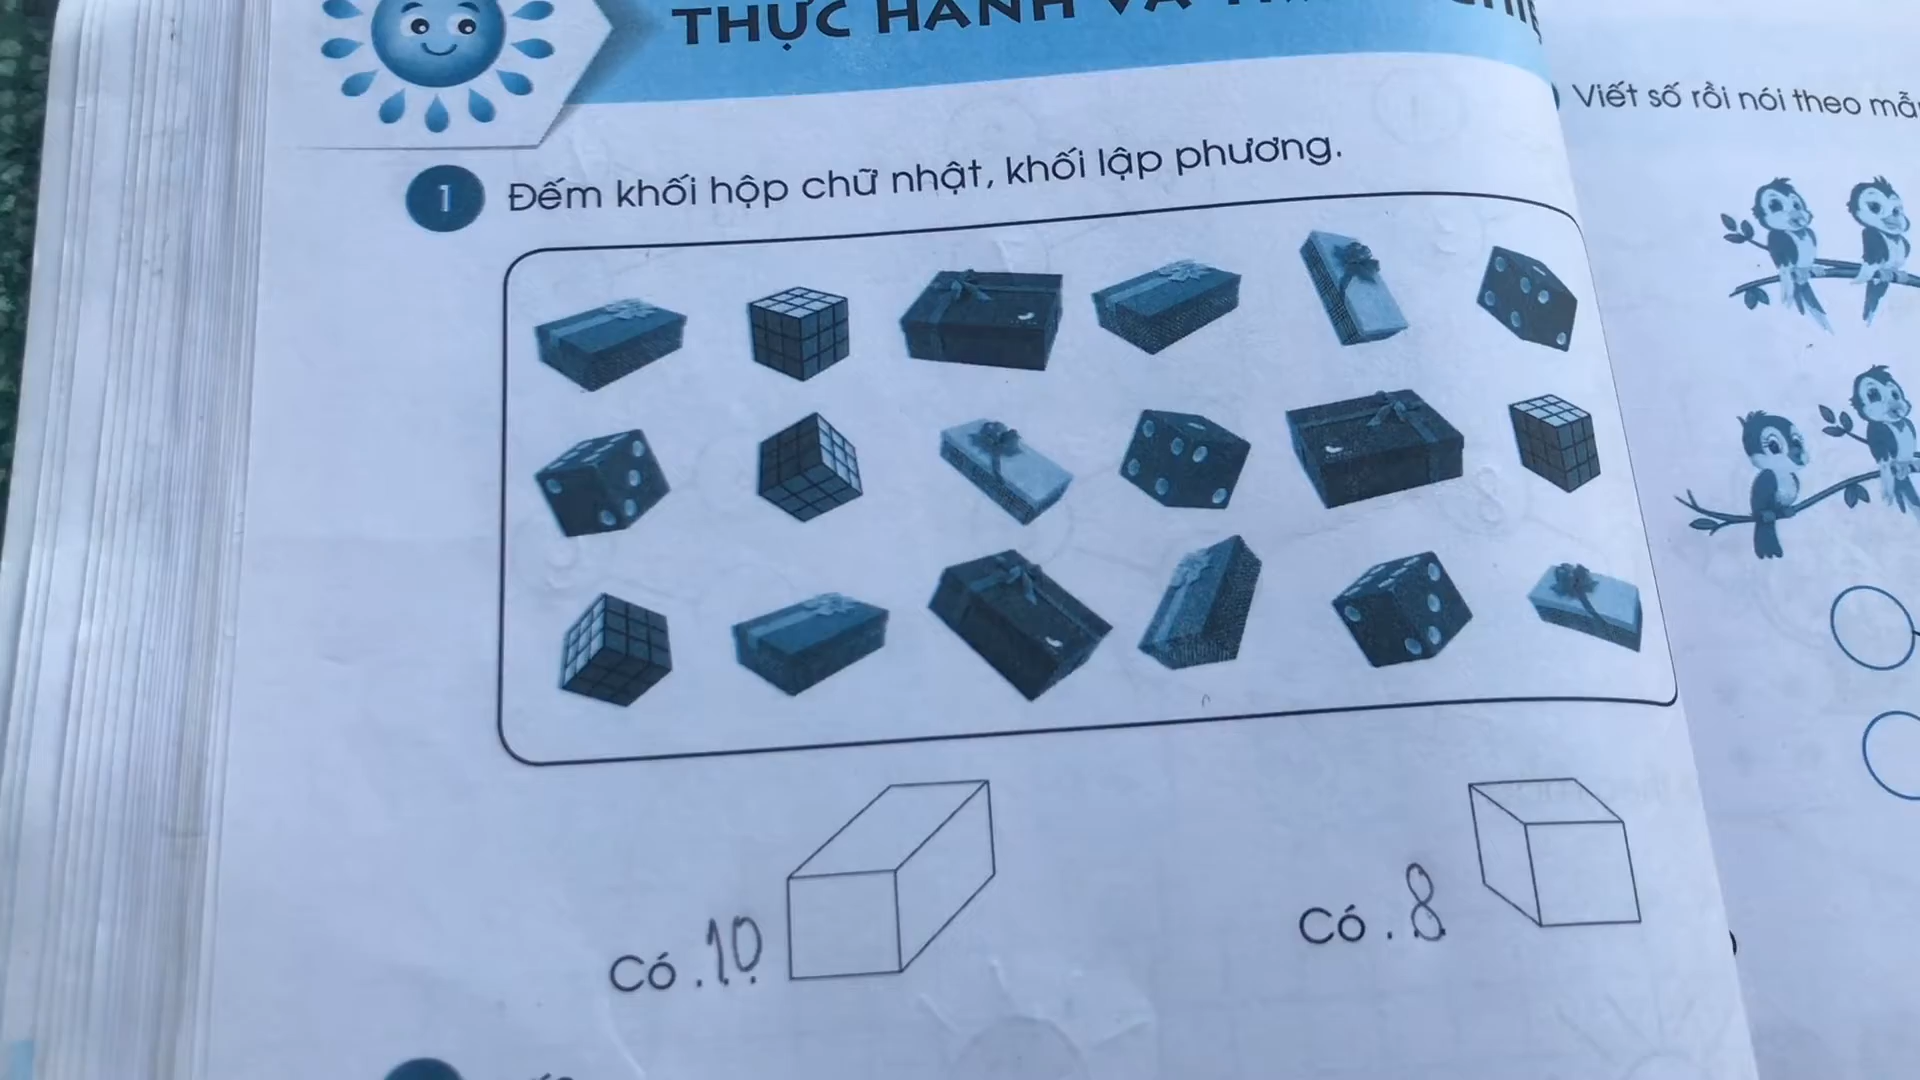 THỰC HÀNH VÀ
1 Đếm khối hộp chữ nhật, khối lập phương.
Có .10
Có . 8
Viết số rồi nói theo